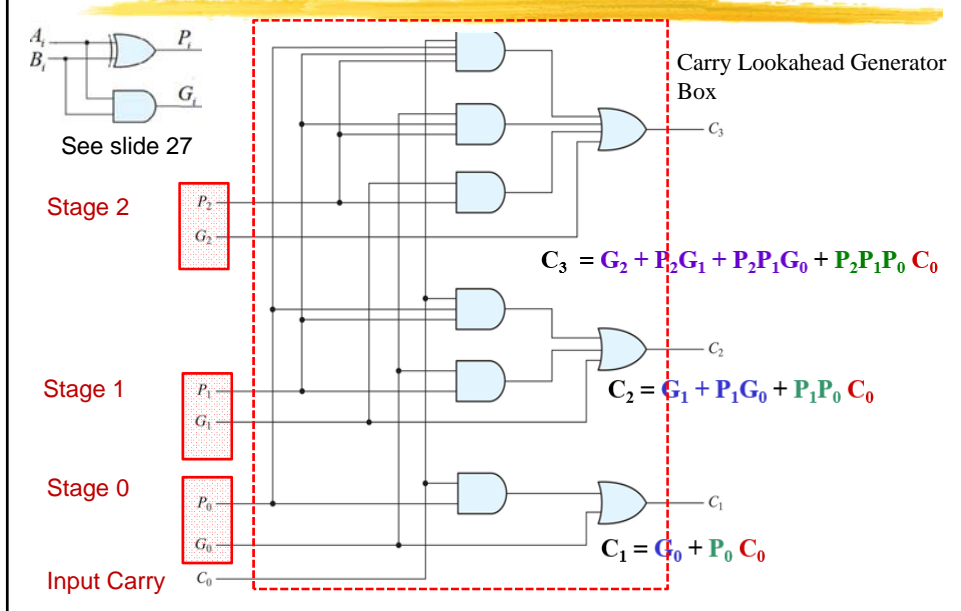 Aᵢ
Bᵢ
Pᵢ
Gᵢ
See slide 27
Carry Lookahead Generator
Box
C₃
Stage 2
P₂
G₂
C₃ = G₂ + P₂G₁ + P₂P₁G₀ + P₂P₁P₀ C₀
C₂
Stage 1
P₁
G₁
C₂ = G₁ + P₁G₀ + P₁P₀ C₀
Stage 0
P₀
C₁
G₀
C₁ = G₀ + P₀ C₀
Input Carry
C₀